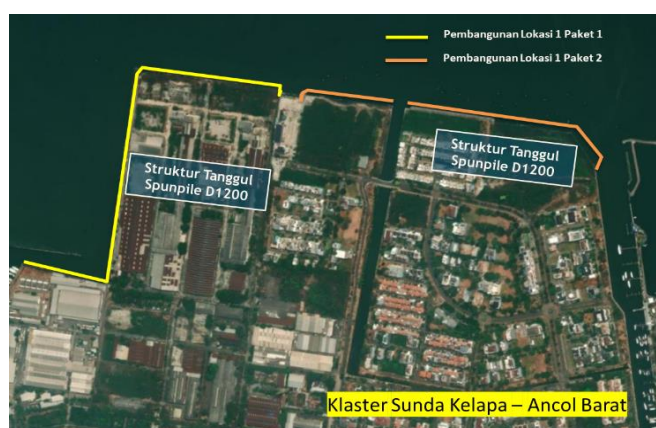 Pembangunan Lokasi 1 Paket 1
Pembangunan Lokasi 1 Paket 2
Struktur Tanggul
Spunpile D1200
Struktur Tanggul
Spunpile D1200
Klaster Sunda Kelapa – Ancol Barat